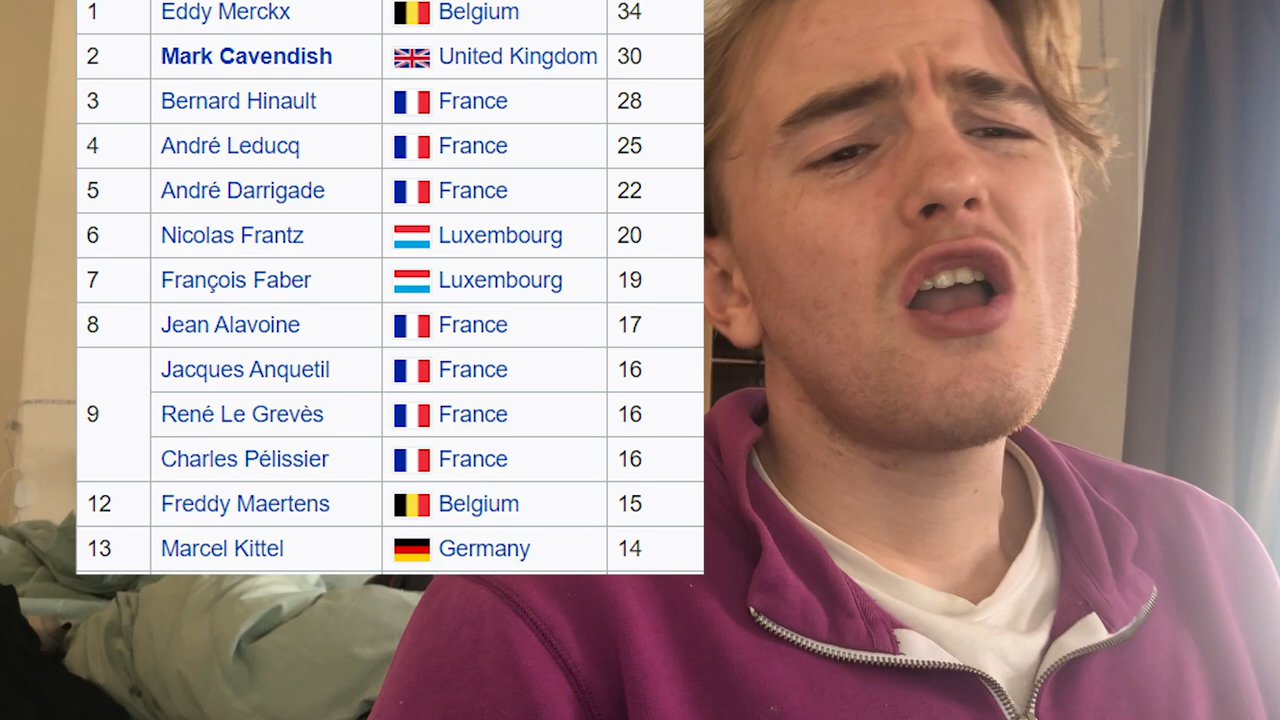 1 Eddy Merckx Belgium 34
2 Mark Cavendish United Kingdom 30
3 Bernard Hinault France 28
4 André Leducq France 25
5 André Darrigade France 22
6 Nicolas Frantz Luxembourg 20
7 François Faber Luxembourg 19
8 Jean Alavoine France 17
9 Jacques Anquetil France 16
René Le Grevès France 16
Charles Pélissier France 16
12 Freddy Maertens Belgium 15
13 Marcel Kittel Germany 14